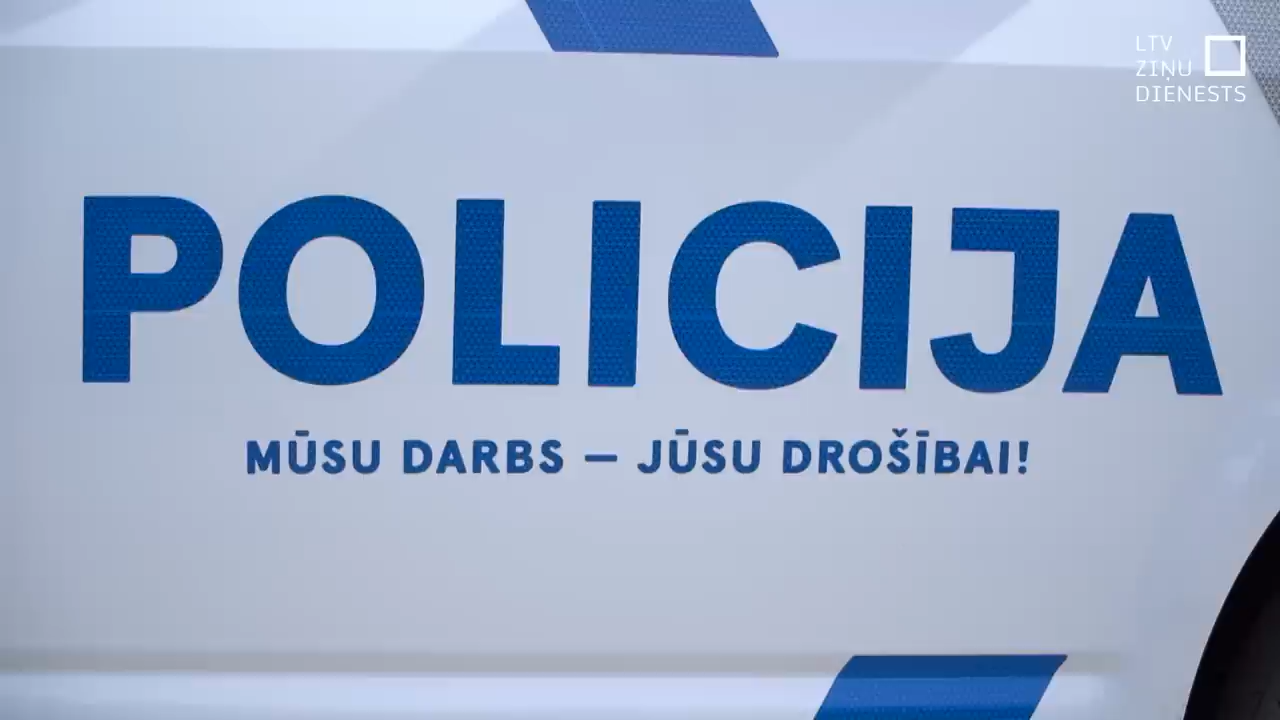 LTV
ZIŅU
DIENESTS
POLICIJA
MŪSU DARBS – JŪSU DROŠĪBAI!